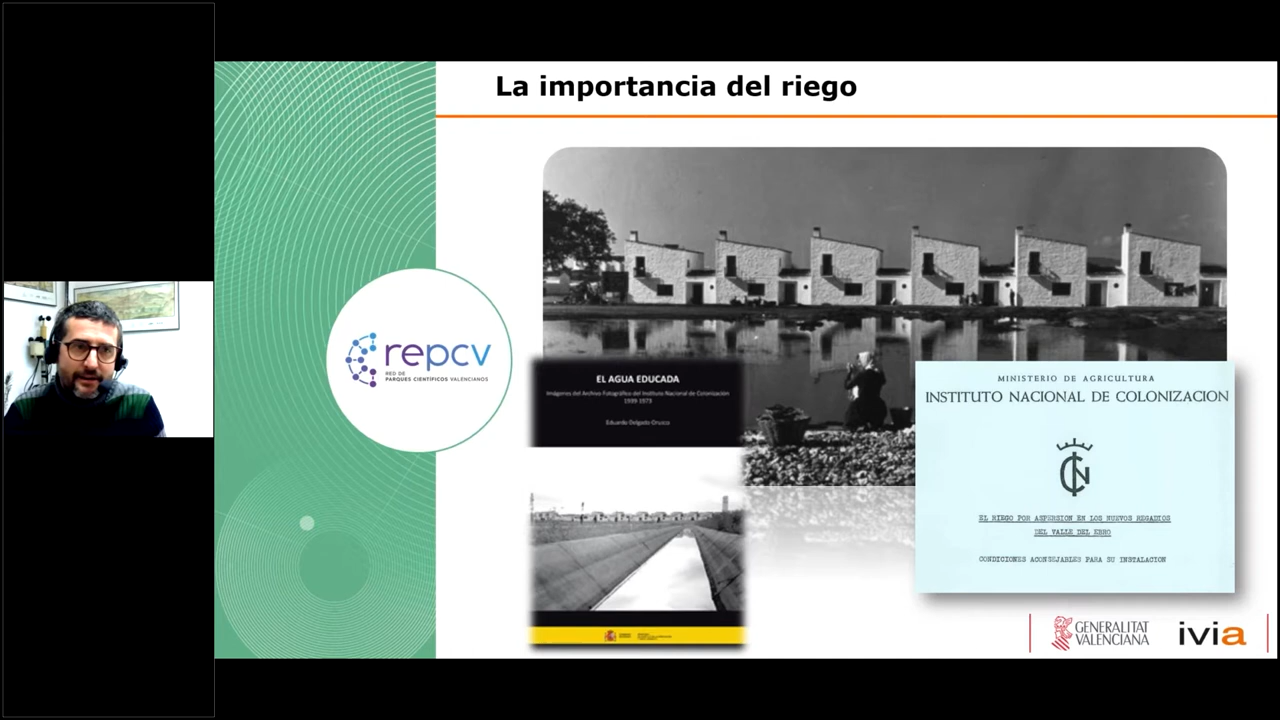 La importancia del riego
repcv
RED DE
PARQUES CIENTÍFICOS VALENCIANOS
EL AGUA EDUCADA
Imágenes del Archivo Fotográfico del Instituto Nacional de Colonización
1939 1973
Eduardo Delgado Orusco
MINISTERIO DE AGRICULTURA
INSTITUTO NACIONAL DE COLONIZACION
EL RIEGO POR ASPERSION EN LOS NUEVOS REGADIOS
DEL VALLE DEL EBRO
CONDICIONES ACONSEJABLES PARA SU INSTALACION
GENERALITAT
VALENCIANA
ivia